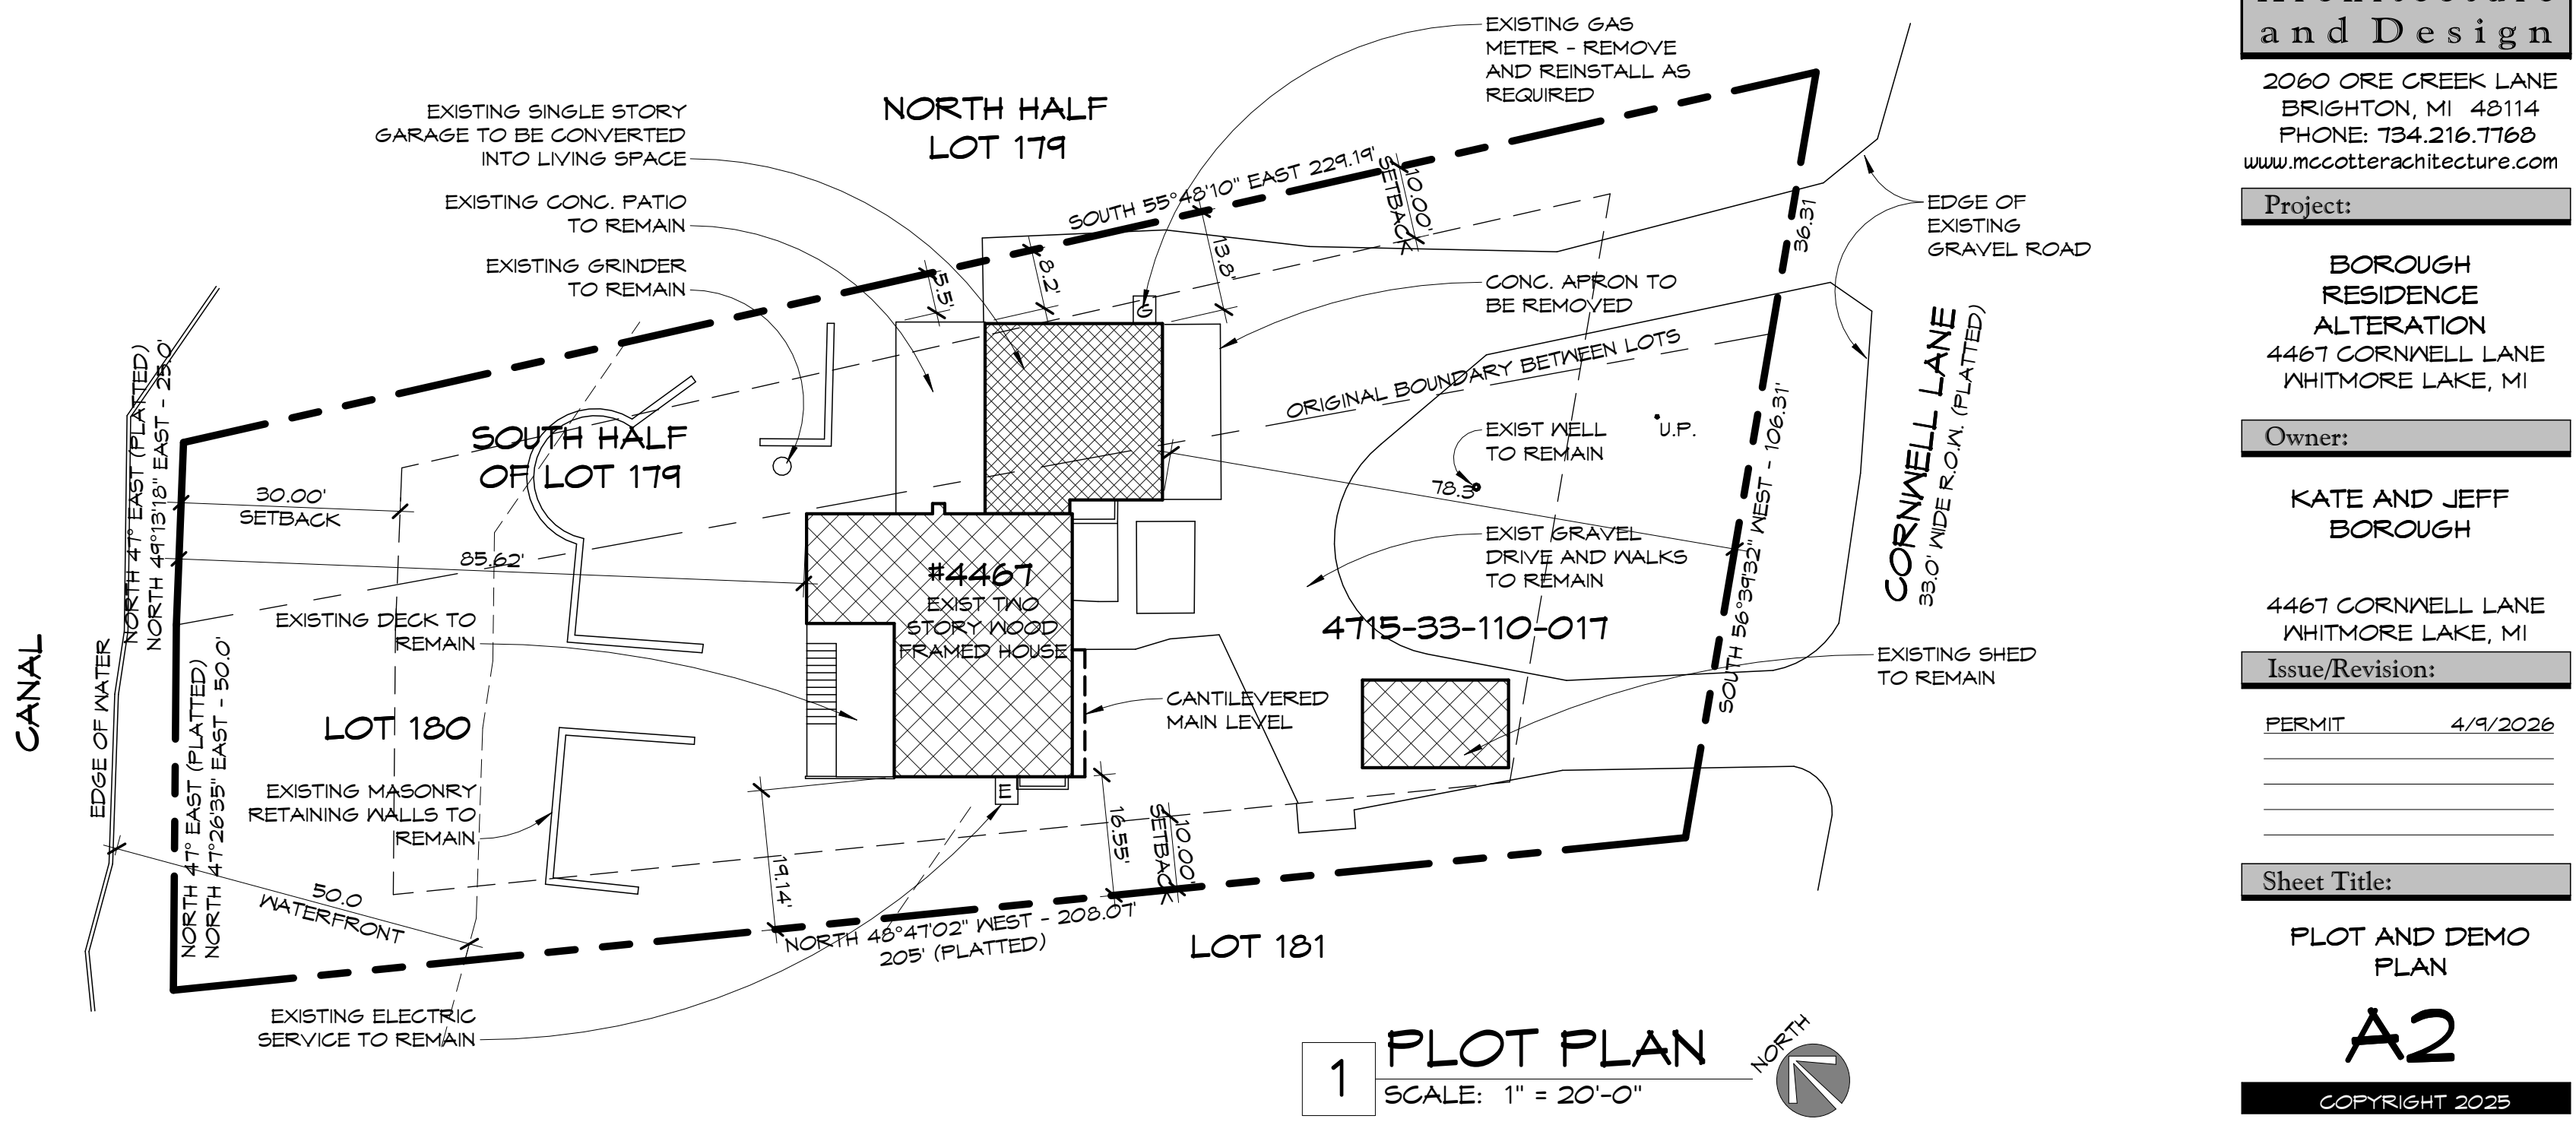 EXISTING GAS
METER - REMOVE
AND REINSTALL AS
REQUIRED
EXISTING SINGLE STORY
GARAGE TO BE CONVERTED
INTO LIVING SPACE
NORTH HALF
LOT 179
EXISTING CONC. PATIO
TO REMAIN
EXISTING GRINDER
TO REMAIN
SOUTH 55°48'10" EAST 229.19'
10.00'
SETBACK
36.31
EDGE OF
EXISTING
GRAVEL ROAD
5.5'
8.2'
13.8'
G
CONC. APRON TO
BE REMOVED
ORIGINAL BOUNDARY BETWEEN LOTS
NORTH 47° EAST (PLATTED)
NORTH 49°13'18" EAST - 25.0'
SOUTH HALF
OF LOT 179
EXIST WELL
TO REMAIN
U.P.
78.3'
CORNWELL LANE
33.0' WIDE R.O.W. (PLATTED)
SOUTH 56°39'32" WEST - 106.31'
30.00'
SETBACK
85.62'
EXIST GRAVEL
DRIVE AND WALKS
TO REMAIN
#4467
EXIST TWO
STORY WOOD
FRAMED HOUSE
4715-33-110-017
EXISTING DECK TO
REMAIN
EXISTING SHED
TO REMAIN
CANAL
EDGE OF WATER
NORTH 47° EAST (PLATTED)
NORTH 47°26'35" EAST - 50.0'
LOT 180
CANTILEVERED
MAIN LEVEL
EXISTING MASONRY
RETAINING WALLS TO
REMAIN
E
19.14'
16.55'
10.00'
SETBACK
50.0
WATERFRONT
NORTH 48°47'02" WEST - 208.07'
205' (PLATTED)
LOT 181
EXISTING ELECTRIC
SERVICE TO REMAIN
1
PLOT PLAN
SCALE: 1" = 20'-0"
NORTH
and Design
2060 ORE CREEK LANE
BRIGHTON, MI 48114
PHONE: 734.216.7768
www.mccotterachitecture.com
Project:
BOROUGH
RESIDENCE
ALTERATION
4467 CORNWELL LANE
WHITMORE LAKE, MI
Owner:
KATE AND JEFF
BOROUGH
4467 CORNWELL LANE
WHITMORE LAKE, MI
Issue/Revision:
PERMIT 4/9/2026
Sheet Title:
PLOT AND DEMO
PLAN
A2
COPYRIGHT 2025